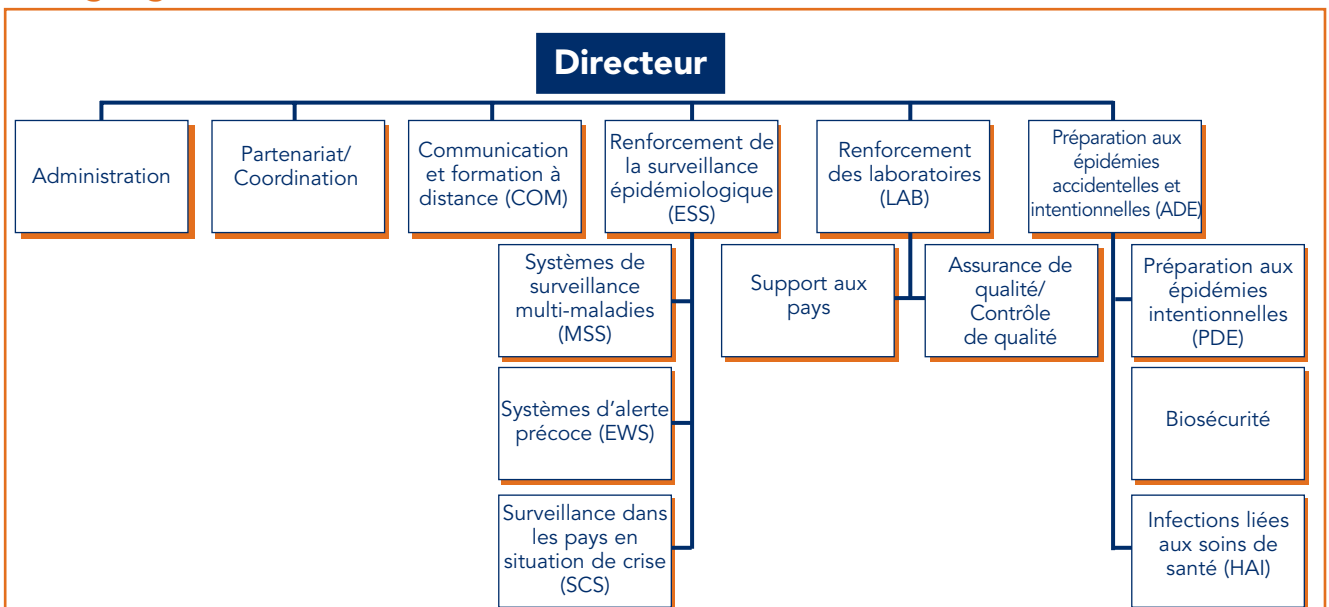 Directeur
Administration
Partenariat/
Coordination
Communication
et formation à
distance (COM)
Renforcement de
la surveillance
épidémiologique
(ESS)
Renforcement
des laboratoires
(LAB)
Préparation aux
épidémies
accidentelles et
intentionnelles (ADE)
Systèmes de
surveillance
multi-maladies
(MSS)
Support aux
pays
Assurance de
qualité/
Contrôle
de qualité
Préparation aux
épidémies
intentionnelles
(PDE)
Systèmes d'alerte
précoce (EWS)
Biosécurité
Surveillance dans
les pays en
situation de crise
(SCS)
Infections liées
aux soins de
santé (HAI)